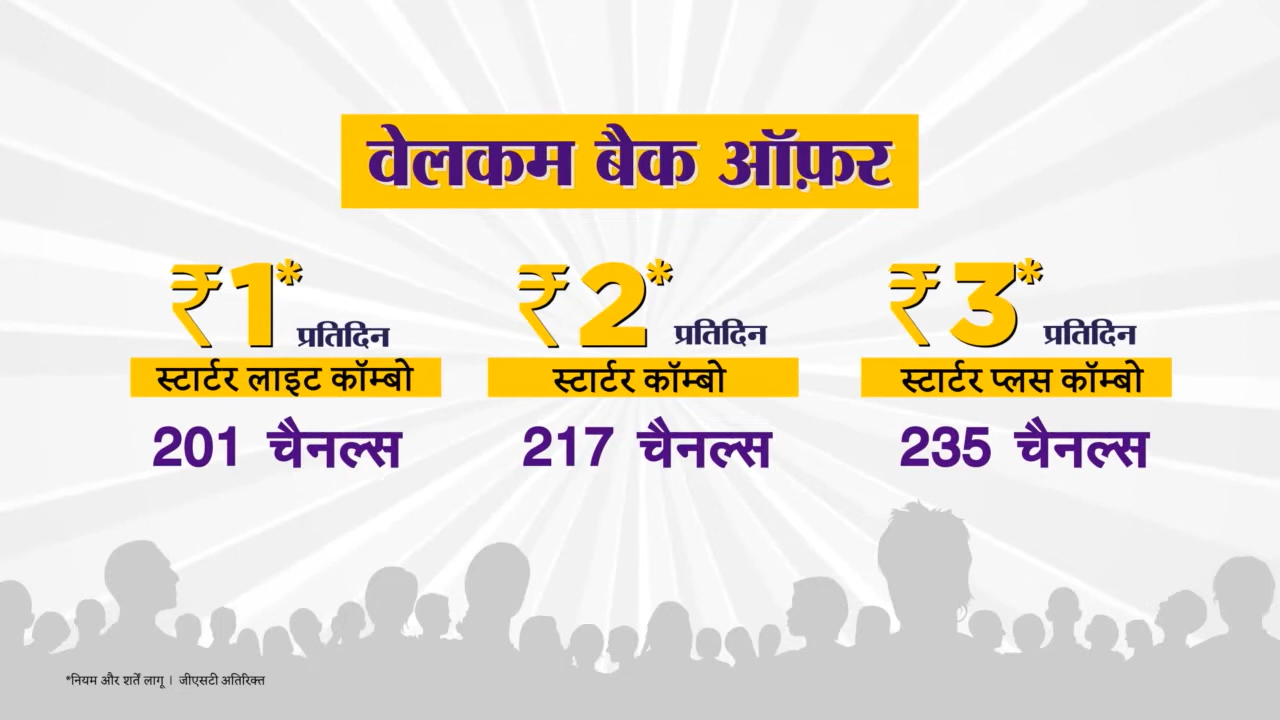 वेलकम बैक ऑफ़र
₹1* प्रतिदिन
स्टार्टर लाइट कॉम्बो
201 चैनल्स
₹2* प्रतिदिन
स्टार्टर कॉम्बो
217 चैनल्स
₹3* प्रतिदिन
स्टार्टर प्लस कॉम्बो
235 चैनल्स
*नियम और शर्तें लागू । जीएसटी अतिरिक्त